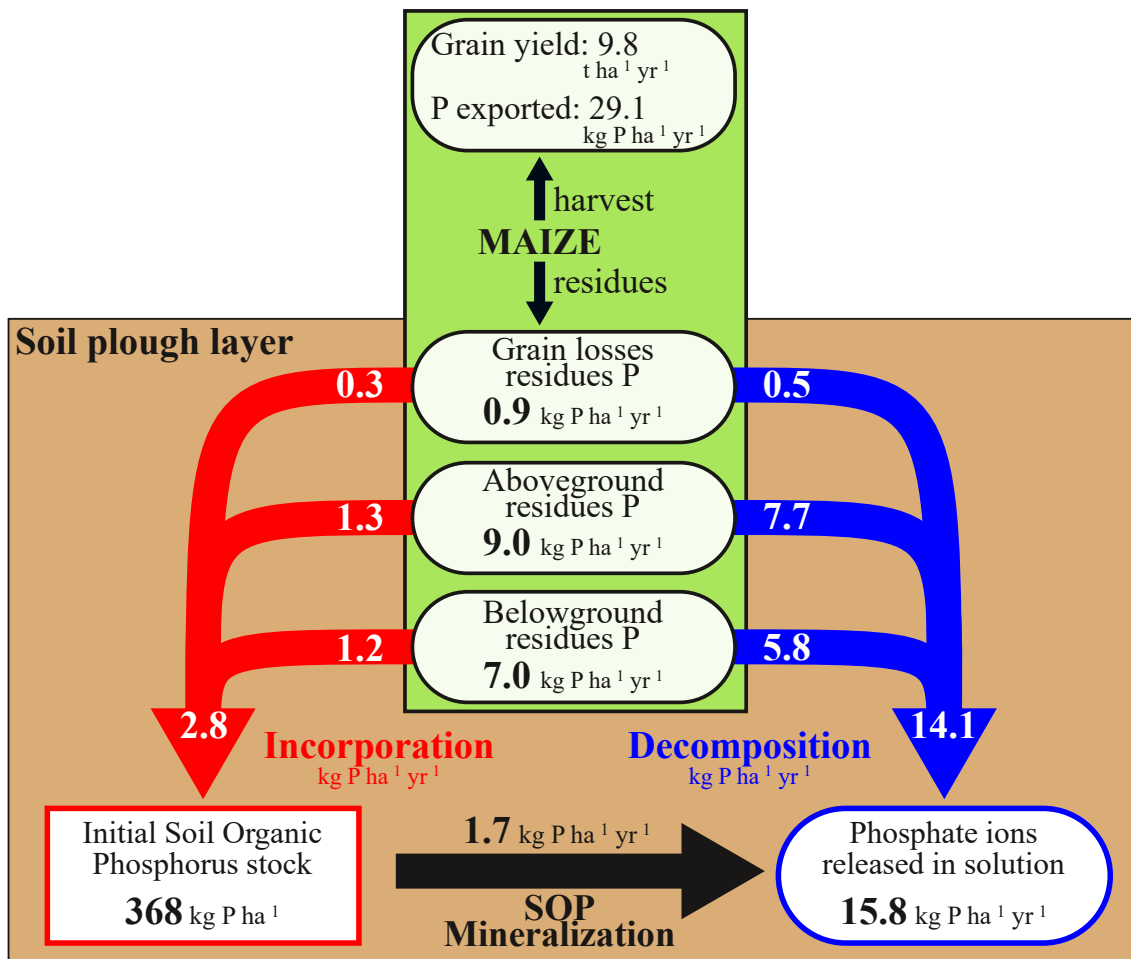 Grain yield: 9.8
t ha ¹ yr ¹
P exported: 29.1
kg P ha ¹ yr ¹
harvest
MAIZE
residues
Soil plough layer
Grain losses
residues P
0.9 kg P ha ¹ yr ¹
0.3
0.5
Aboveground
residues P
9.0 kg P ha ¹ yr ¹
1.3
7.7
Belowground
residues P
7.0 kg P ha ¹ yr ¹
1.2
5.8
2.8
14.1
Incorporation
kg P ha ¹ yr ¹
Decomposition
kg P ha ¹ yr ¹
Initial Soil Organic
Phosphorus stock
368 kg P ha ¹
1.7 kg P ha ¹ yr ¹
SOP
Mineralization
Phosphate ions
released in solution
15.8 kg P ha ¹ yr ¹